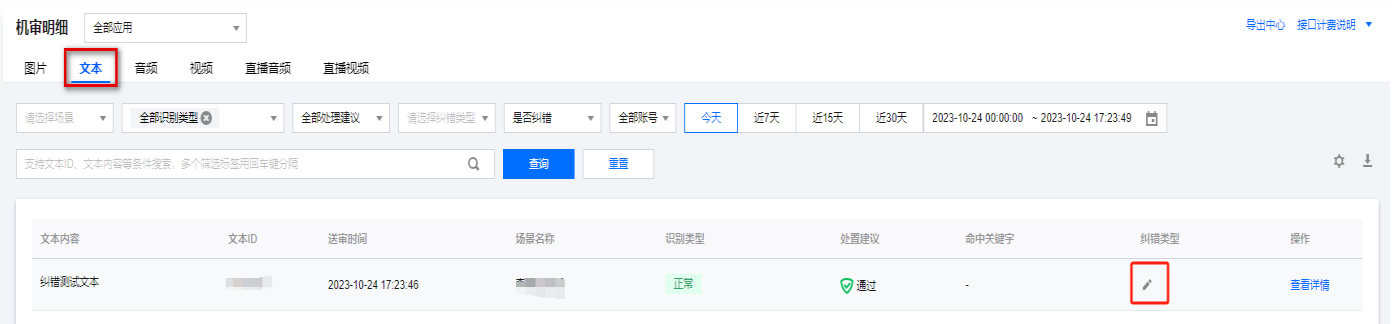 机审明细 全部应用 导出中心 接口计费说明
图片 文本 音频 视频 直播音频 直播视频
请选择场景 全部识别类型 全部处理建议 请选择纠错类型 是否纠错 全部账号 今天 近7天 近15天 近30天 2023-10-24 00:00:00 ~ 2023-10-24 17:23:49
支持文本ID、文本内容等条件搜素，多个筛选标签用回车键分隔 查询 重置
文本内容 文本ID 送审时间 场景名称 识别类型 处置建议 命中关键字 纠错类型 操作
纠错测试文本 2023-10-24 17:23:46 正常 通过 - 查看详情